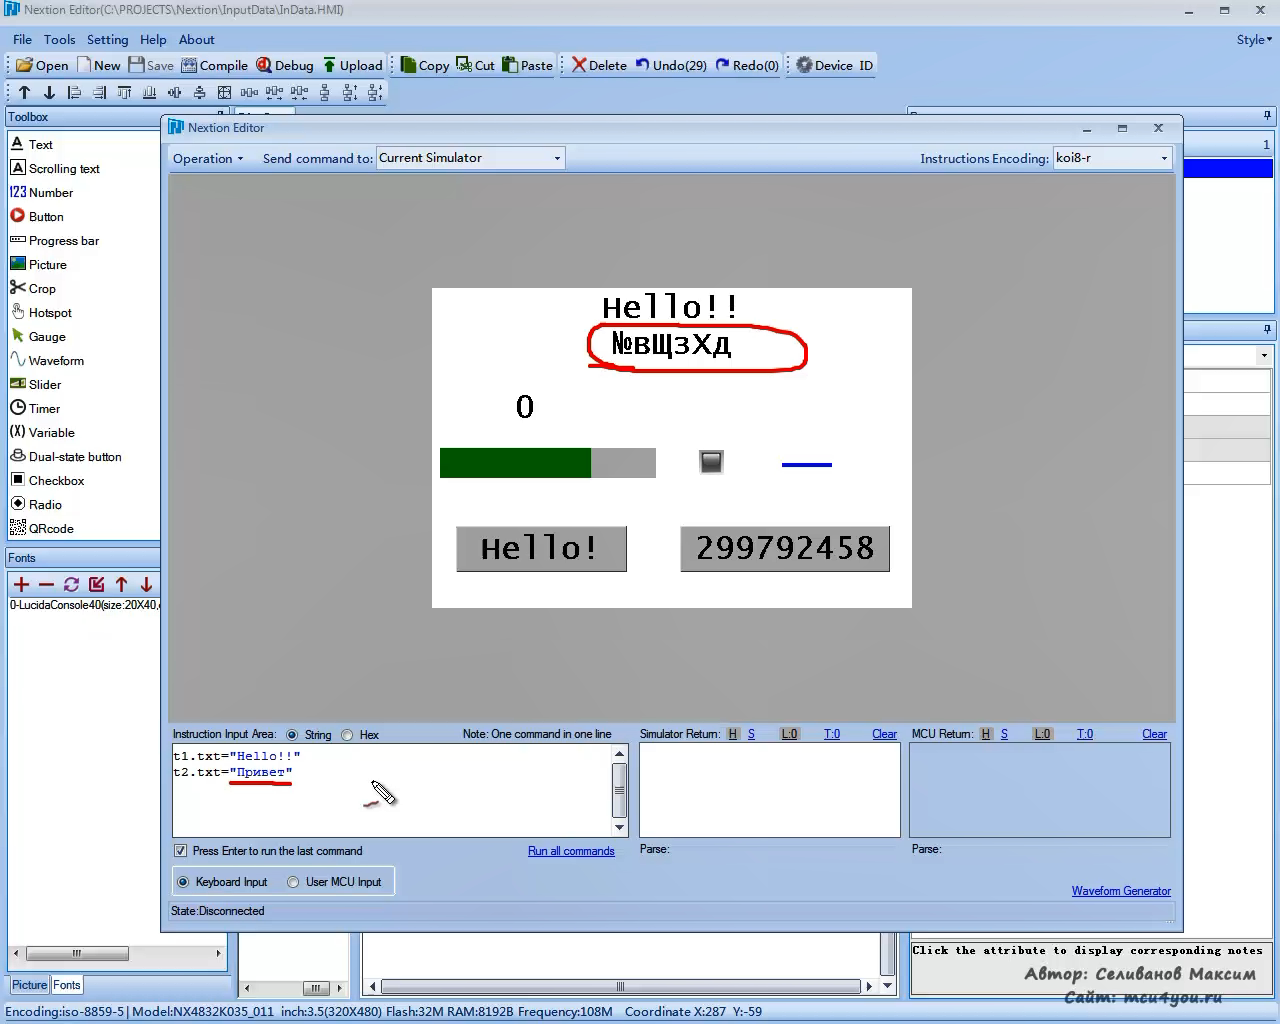 Nextion Editor(C:\PROJECTS\Nextion\InputData\InData.HMI)
File Tools Setting Help About
Style
Open New Save Compile Debug Upload Copy Cut Paste Delete Undo(29) Redo(0) Device ID
Toolbox
Text
Scrolling text
123 Number
Button
Progress bar
Picture
Crop
Hotspot
Gauge
Waveform
Slider
Timer
(X) Variable
Dual-state button
Checkbox
Radio
QRcode
Fonts
0-LucidaConsole40(size:20X40,
Picture Fonts
1
Nextion Editor
Operation Send command to: Current Simulator Instructions Encoding: koi8-r
Hello!!
№вЩзХд
0
Hello! 299792458
Instruction Input Area: String Hex Note: One command in one line
t1.txt="Hello!!"
t2.txt="Привет"
Press Enter to run the last command Run all commands
Keyboard Input User MCU Input
Simulator Return: H S L:0 T:0 Clear
Parse:
MCU Return: H S L:0 T:0 Clear
Parse:
Waveform Generator
State:Disconnected
Click the attribute to display corresponding notes
Автор: Селиванов Максим
Сайт: mcu4you.ru
Encoding:iso-8859-5| Model:NX4832K035_011 inch:3.5(320X480) Flash:32M RAM:8192B Frequency:108M Coordinate X:287 Y:-59